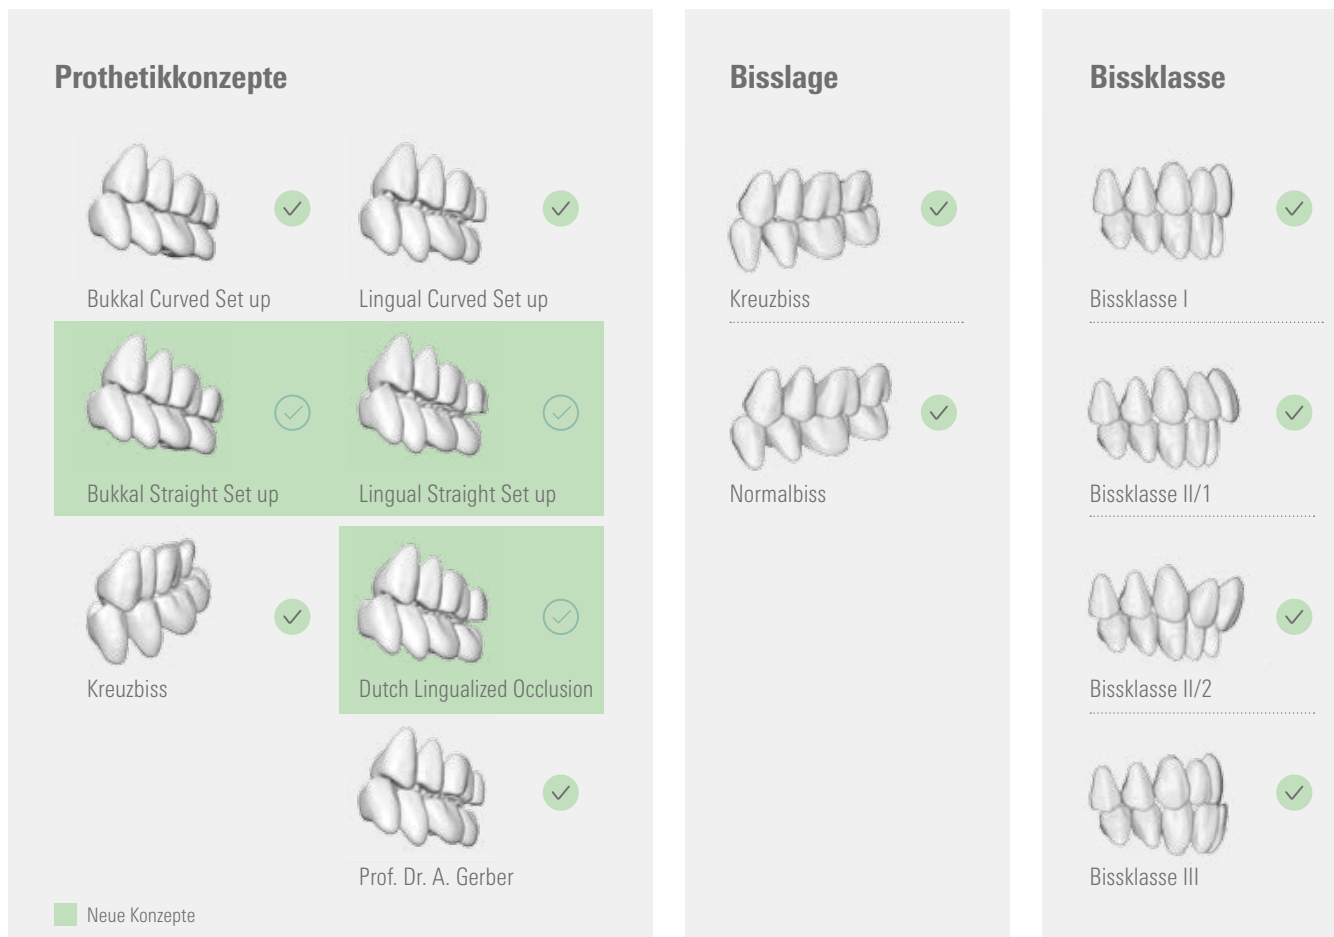 Prothetikkonzepte
Bukkal Curved Set up
Lingual Curved Set up
Bukkal Straight Set up
Lingual Straight Set up
Kreuzbiss
Dutch Lingualized Occlusion
Prof. Dr. A. Gerber
Neue Konzepte
Bisslage
Kreuzbiss
Normalbiss
Bissklasse
Bissklasse I
Bissklasse II/1
Bissklasse II/2
Bissklasse III